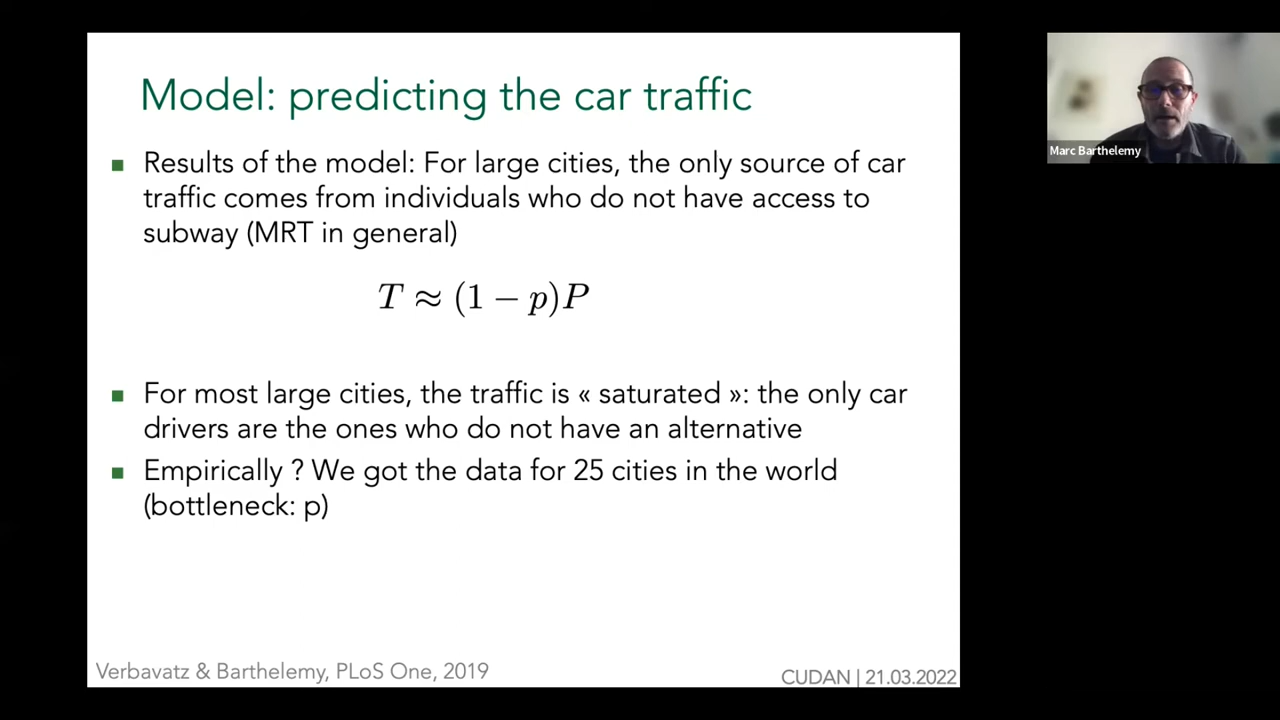 Model: predicting the car traffic
Marc Barthelemy
■ Results of the model: For large cities, the only source of car
traffic comes from individuals who do not have access to
subway (MRT in general)
T ≈ (1 − p)P
■ For most large cities, the traffic is « saturated »: the only car
drivers are the ones who do not have an alternative
■ Empirically ? We got the data for 25 cities in the world
(bottleneck: p)
Verbavatz & Barthelemy, PLoS One, 2019
CUDAN | 21.03.2022